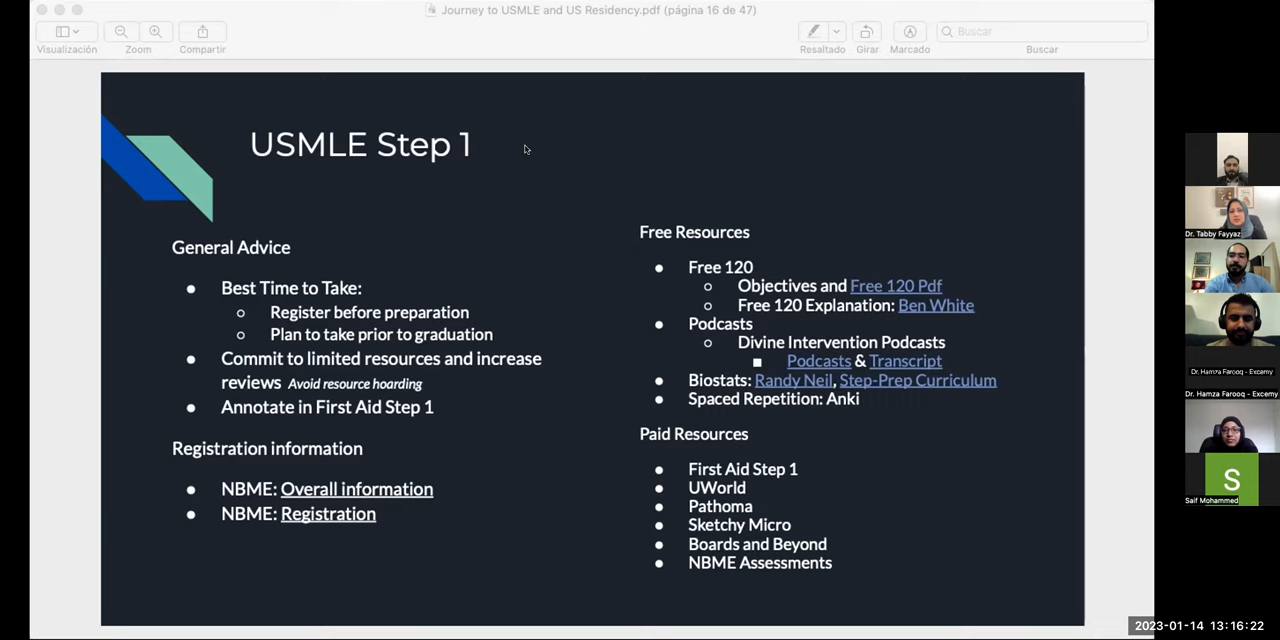 Journey to USMLE and US Residency.pdf (página 16 de 47)
Visualización
Zoom
Compartir
Resaltado
Girar
Marcado
Buscar
Buscar
USMLE Step 1
General Advice
Best Time to Take:
Register before preparation
Plan to take prior to graduation
Commit to limited resources and increase
reviews Avoid resource hoarding
Annotate in First Aid Step 1
Registration information
NBME: Overall information
NBME: Registration
Free Resources
Free 120
Objectives and Free 120 Pdf
Free 120 Explanation: Ben White
Podcasts
Divine Intervention Podcasts
Podcasts & Transcript
Biostats: Randy Neil, Step-Prep Curriculum
Spaced Repetition: Anki
Paid Resources
First Aid Step 1
UWorld
Pathoma
Sketchy Micro
Boards and Beyond
NBME Assessments
Dr. Tabby Fayyaz
Dr. Hamza Farooq - Excemy
Dr. Hamza Farooq - Excemy
S
Saif Mohammed
2023-01-14 13:16:22